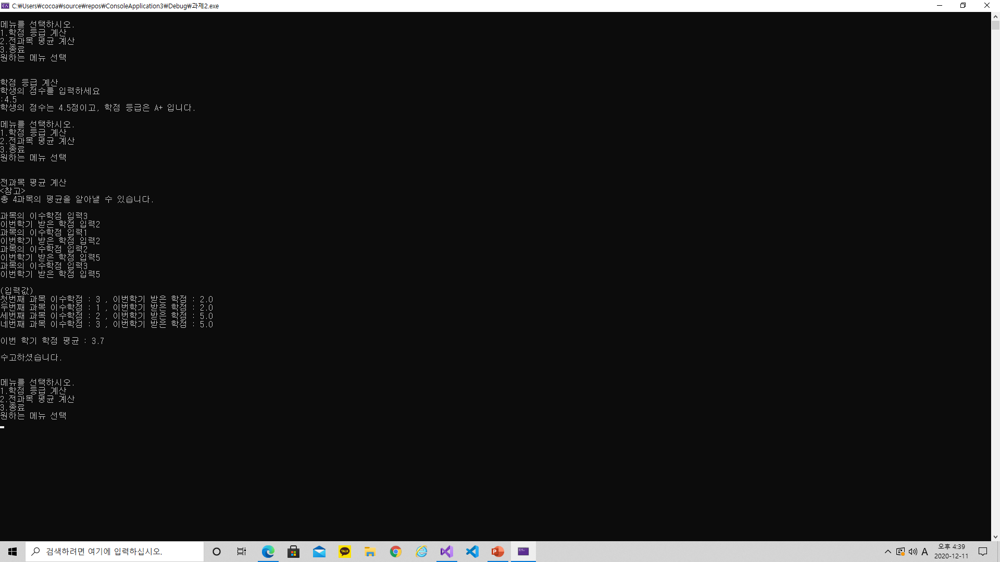 C:\Users\cocoa\source\repos\ConsoleApplication3\Debug\과제2.exe
메뉴를 선택하시오.
1.학점 등급 계산
2.전과목 평균 계산
3.종료
원하는 메뉴 선택
학점 등급 계산
학생의 점수를 입력하세요
:4.5
학생의 점수는 4.5점이고, 학점 등급은 A+ 입니다.
메뉴를 선택하시오.
1.학점 등급 계산
2.전과목 평균 계산
3.종료
원하는 메뉴 선택
전과목 평균 계산
<참고>
총 4과목의 평균을 알아낼 수 있습니다.
과목의 이수학점 입력3
이번학기 받은 학점 입력2
과목의 이수학점 입력1
이번학기 받은 학점 입력2
과목의 이수학점 입력2
이번학기 받은 학점 입력5
과목의 이수학점 입력3
이번학기 받은 학점 입력5
(입력값)
첫번째 과목 이수학점 : 3 , 이번학기 받은 학점 : 2.0
두번째 과목 이수학점 : 1 , 이번학기 받은 학점 : 2.0
세번째 과목 이수학점 : 2 , 이번학기 받은 학점 : 5.0
네번째 과목 이수학점 : 3 , 이번학기 받은 학점 : 5.0
이번 학기 학점 평균 : 3.7
수고하셨습니다.
메뉴를 선택하시오.
1.학점 등급 계산
2.전과목 평균 계산
3.종료
원하는 메뉴 선택
검색하려면 여기에 입력하십시오.
TALK
A
오후 4:39
2020-12-11